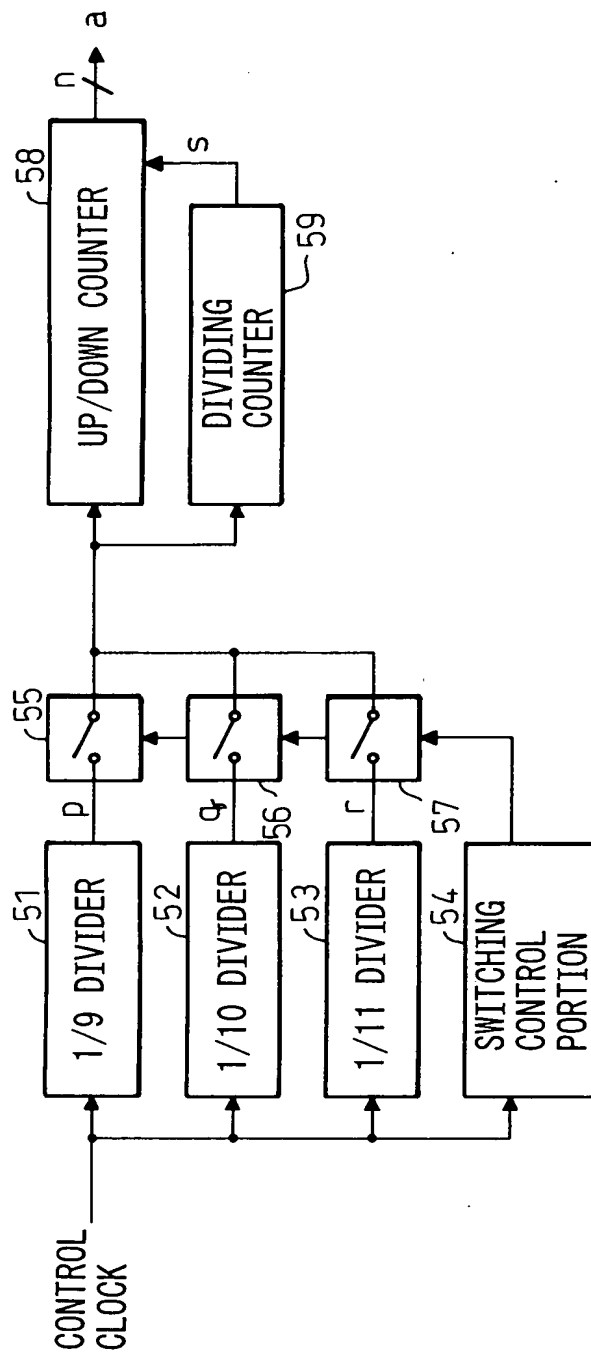 CONTROL
CLOCK
51
1/9 DIVIDER
p
55
52
1/10 DIVIDER
q
56
53
1/11 DIVIDER
r
57
54
SWITCHING
CONTROL
PORTION
58
UP/DOWN COUNTER
n
a
s
DIVIDING
COUNTER
59